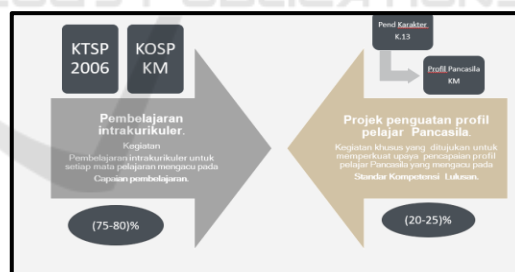 KTSP
2006
KOSP
KM
Pembelajaran
intrakurikuler.
Kegiatan
Pembelajaran intrakurikuler untuk
setiap mata pelajaran mengacu pada
Capaian pembelajaran.
(75-80)%
Pend Karakter
K.13
Profil Pancasila
KM
Projek penguatan profil
pelajar Pancasila.
Kegiatan khusus yang ditujukan untuk
memperkuat upaya pencapaian profil
pelajar Pancasila yang mengacu pada
Standar Kompetensi Lulusan.
(20-25)%